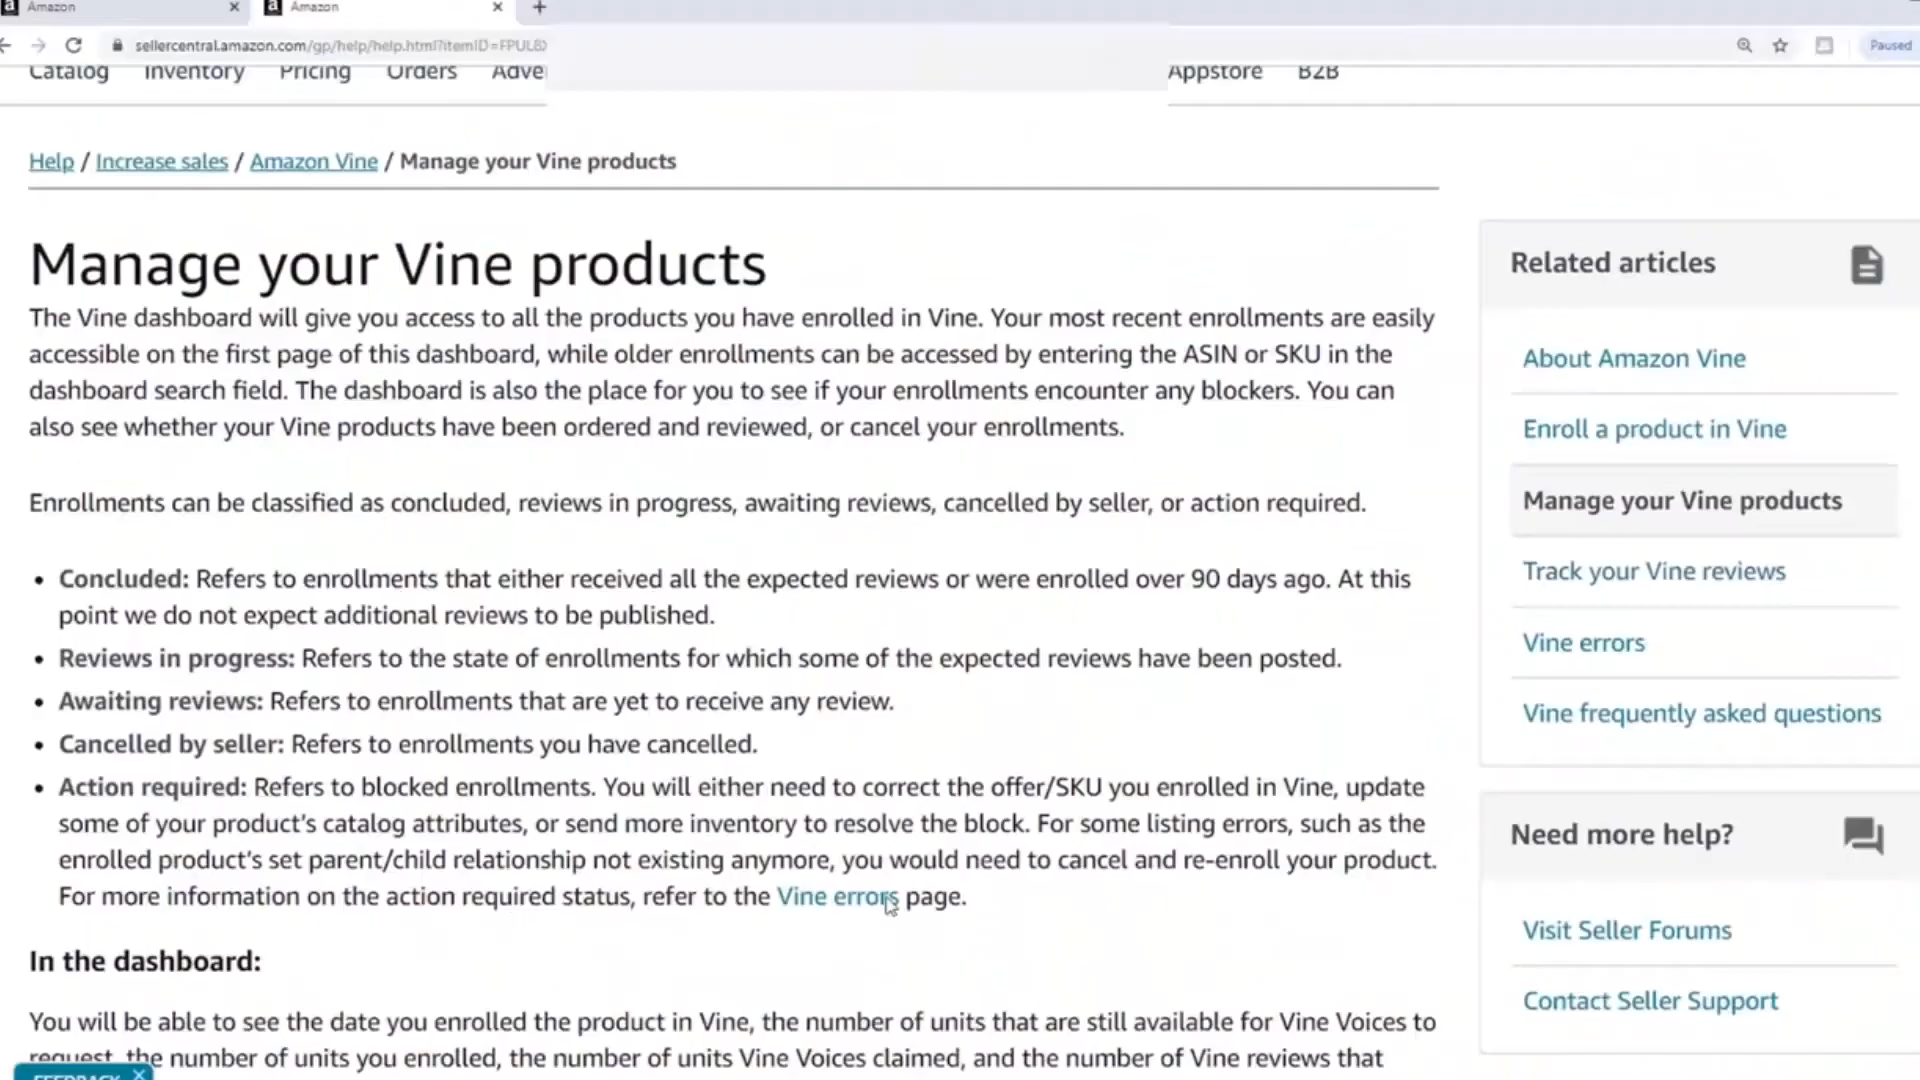 Amazon
Amazon
sellercentral.amazon.com/gp/help/help.html?itemID=FPUL8
Paused
Catalog Inventory Pricing Orders Adve
Appstore B2B
Help / Increase sales / Amazon Vine / Manage your Vine products
Manage your Vine products
The Vine dashboard will give you access to all the products you have enrolled in Vine. Your most recent enrollments are easily
accessible on the first page of this dashboard, while older enrollments can be accessed by entering the ASIN or SKU in the
dashboard search field. The dashboard is also the place for you to see if your enrollments encounter any blockers. You can
also see whether your Vine products have been ordered and reviewed, or cancel your enrollments.
Enrollments can be classified as concluded, reviews in progress, awaiting reviews, cancelled by seller, or action required.
• Concluded: Refers to enrollments that either received all the expected reviews or were enrolled over 90 days ago. At this
point we do not expect additional reviews to be published.
• Reviews in progress: Refers to the state of enrollments for which some of the expected reviews have been posted.
• Awaiting reviews: Refers to enrollments that are yet to receive any review.
• Cancelled by seller: Refers to enrollments you have cancelled.
• Action required: Refers to blocked enrollments. You will either need to correct the offer/SKU you enrolled in Vine, update
some of your product's catalog attributes, or send more inventory to resolve the block. For some listing errors, such as the
enrolled product's set parent/child relationship not existing anymore, you would need to cancel and re-enroll your product.
For more information on the action required status, refer to the Vine errors page.
In the dashboard:
You will be able to see the date you enrolled the product in Vine, the number of units that are still available for Vine Voices to
request, the number of units you enrolled, the number of units Vine Voices claimed, and the number of Vine reviews that
FEEDBACK
Related articles
About Amazon Vine
Enroll a product in Vine
Manage your Vine products
Track your Vine reviews
Vine errors
Vine frequently asked questions
Need more help?
Visit Seller Forums
Contact Seller Support